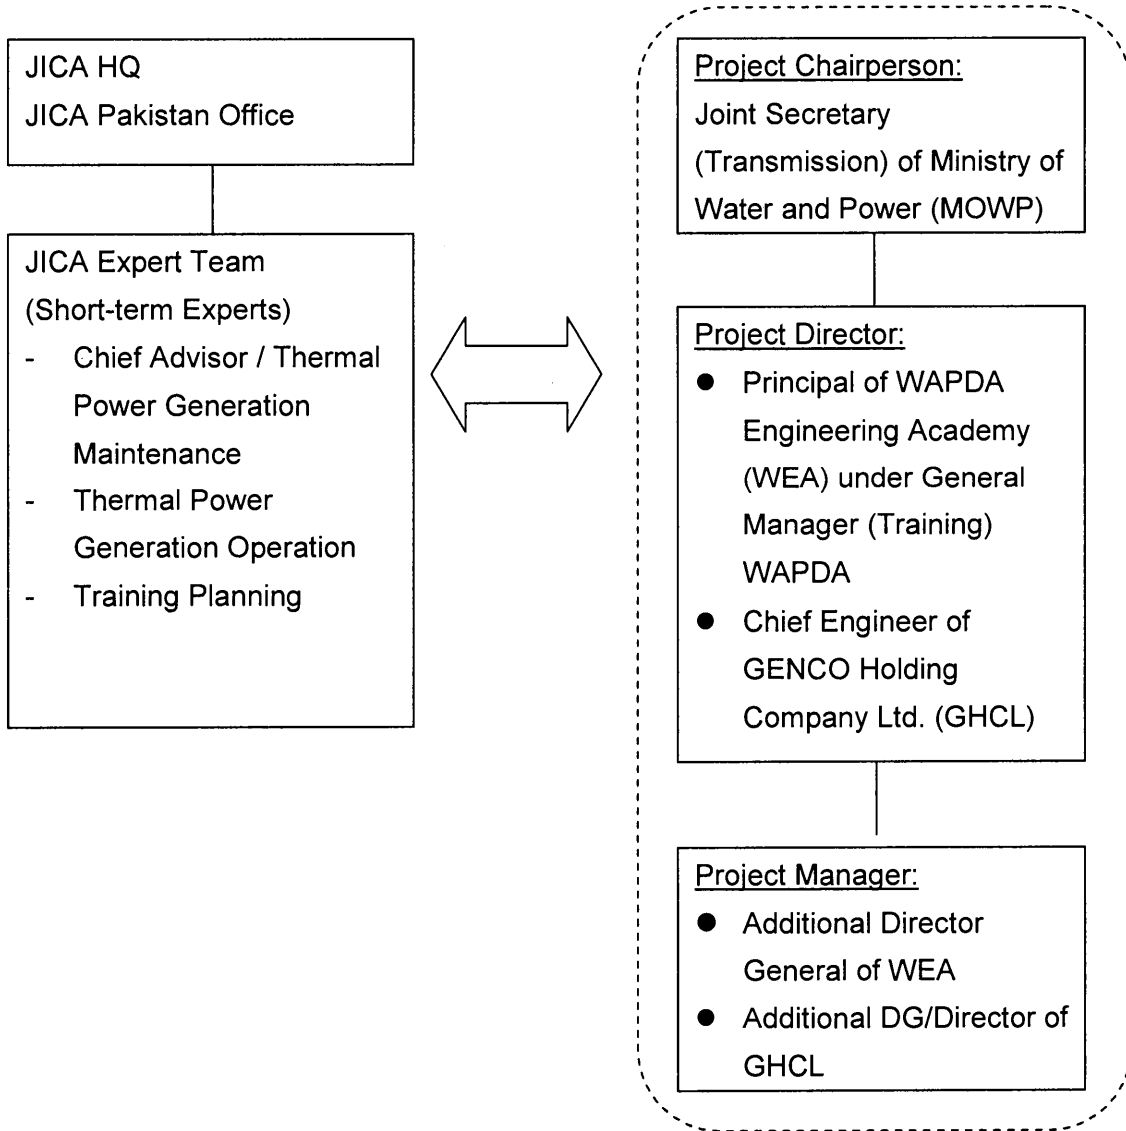 JICA HQ
JICA Pakistan Office
JICA Expert Team
(Short-term Experts)
- Chief Advisor / Thermal
Power Generation
Maintenance
- Thermal Power
Generation Operation
- Training Planning
Project Chairperson:
Joint Secretary
(Transmission) of Ministry of
Water and Power (MOWP)
Project Director:
● Principal of WAPDA
Engineering Academy
(WEA) under General
Manager (Training)
WAPDA
● Chief Engineer of
GENCO Holding
Company Ltd. (GHCL)
Project Manager:
● Additional Director
General of WEA
● Additional DG/Director of
GHCL